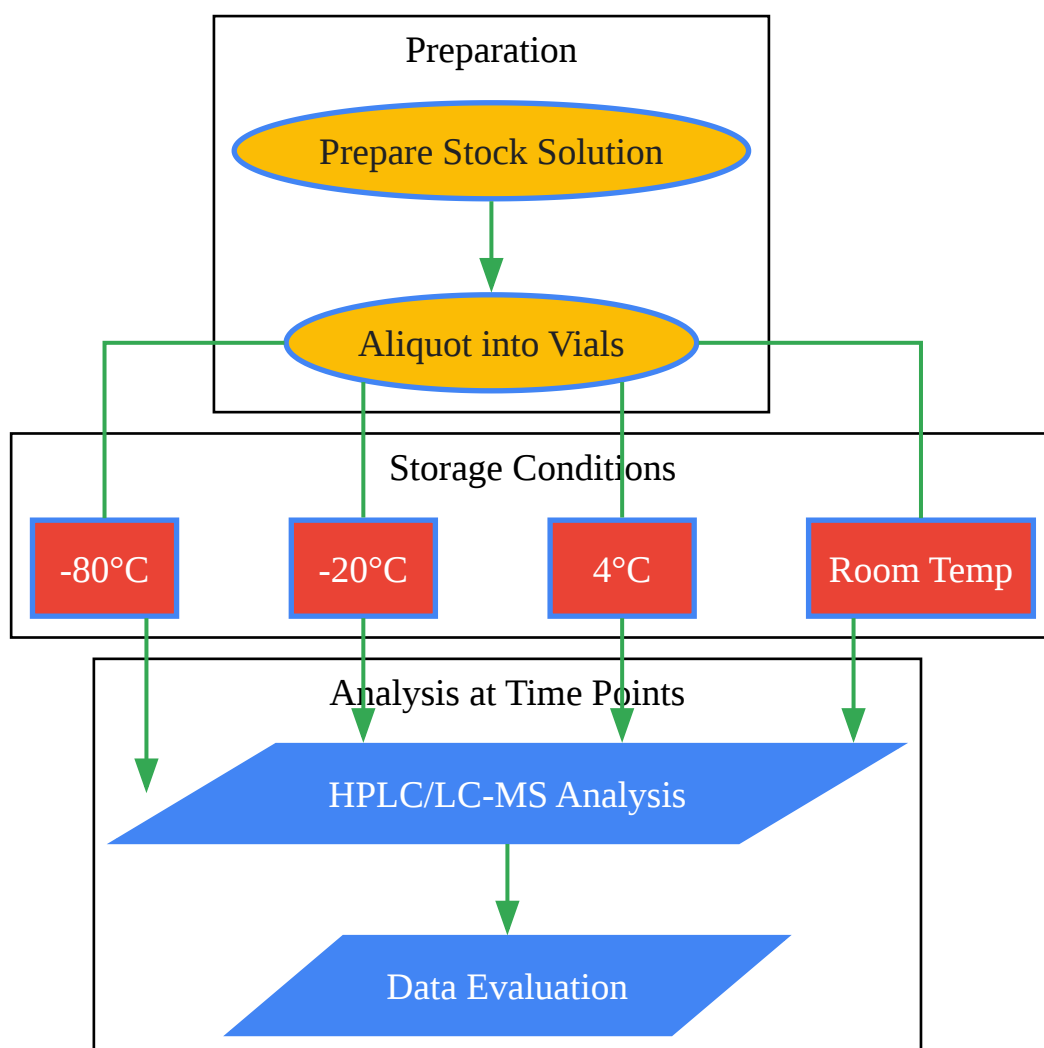 Preparation
Prepare Stock Solution
Aliquot into Vials
Storage Conditions
-80°C
-20°C
4°C
Room Temp
Analysis at Time Points
HPLC/LC-MS Analysis
Data Evaluation